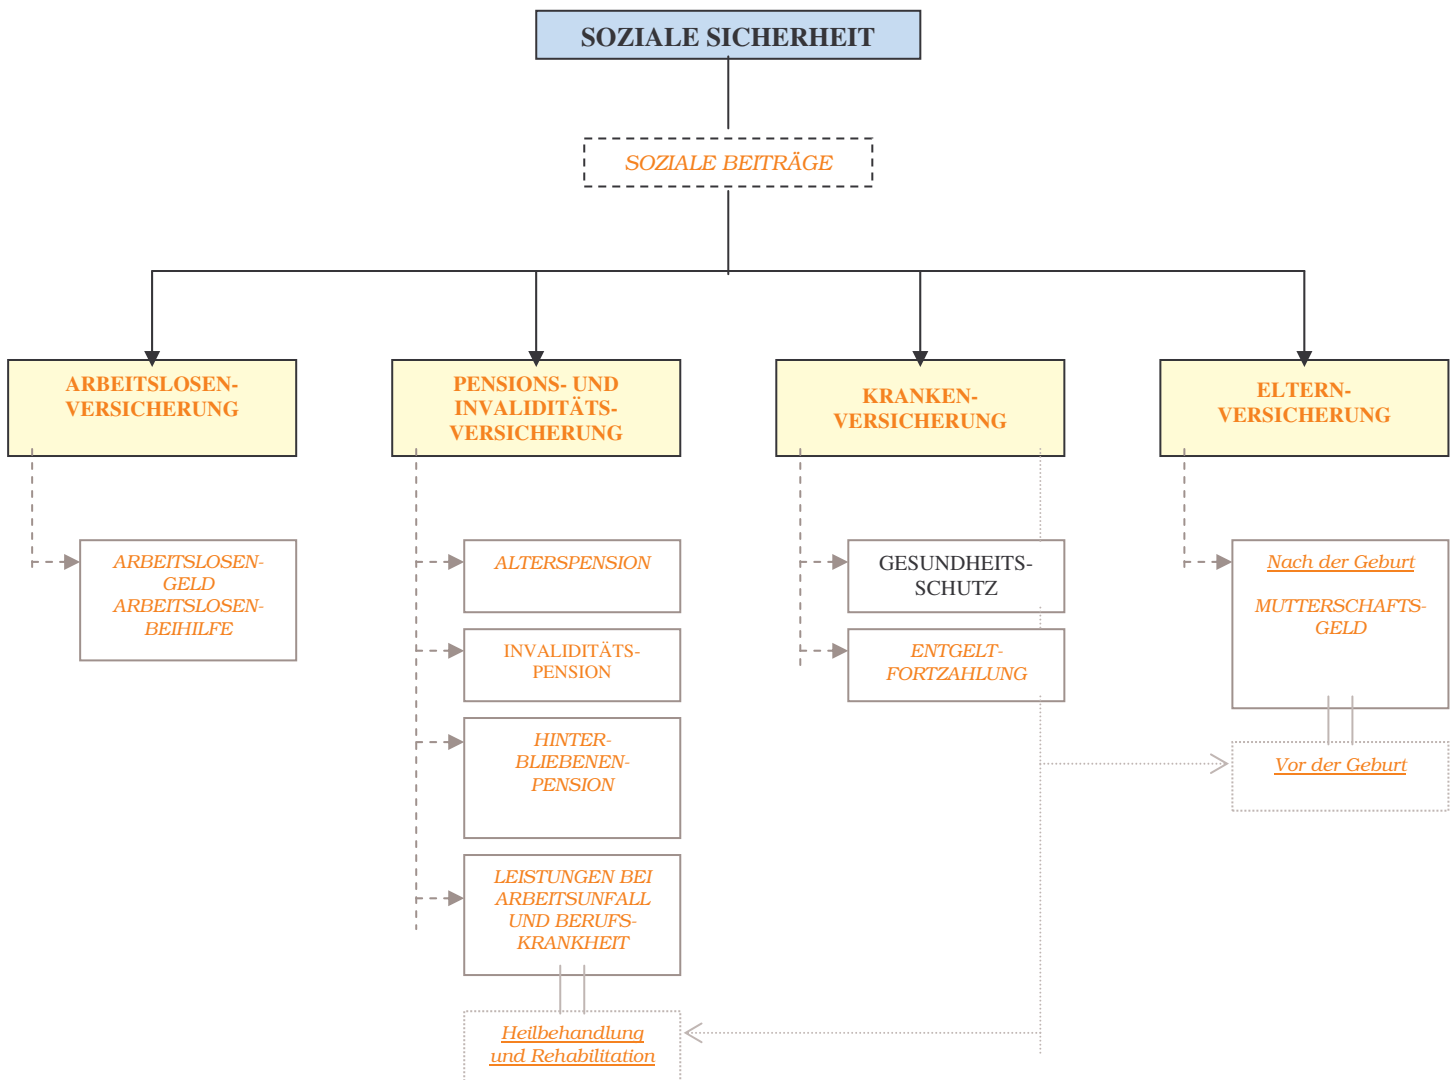 SOZIALE SICHERHEIT
SOZIALE BEITRÄGE
ARBEITSLOSEN-
VERSICHERUNG
PENSIONS- UND
INVALIDITÄTS-
VERSICHERUNG
KRANKEN-
VERSICHERUNG
ELTERN-
VERSICHERUNG
ARBEITSLOSEN-
GELD
ARBEITSLOSEN-
BEIHILFE
ALTERSPENSION
INVALIDITÄTS-
PENSION
HINTER-
BLIEBENEN-
PENSION
LEISTUNGEN BEI
ARBEITSUNFALL
UND BERUFS-
KRANKHEIT
Heilbehandlung
und Rehabilitation
GESUNDHEITS-
SCHUTZ
ENTGELT-
FORTZAHLUNG
Nach der Geburt
MUTTERSCHAFTS-
GELD
Vor der Geburt